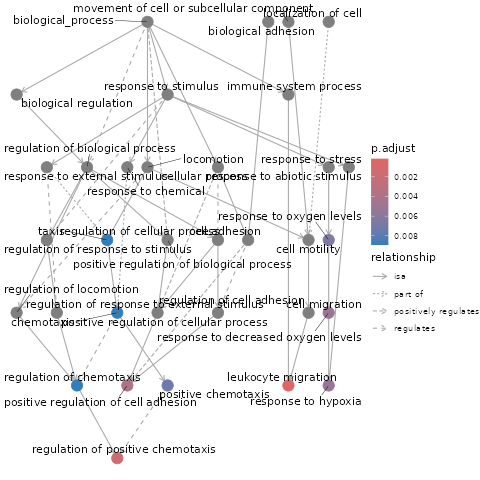 movement of cell or subcellular component
localization of cell
biological_process
biological adhesion
response to stimulus
immune system process
biological regulation
regulation of biological process
locomotion
response to stress
response to external stimulus
cellular process
response to abiotic stimulus
response to chemical
response to oxygen levels
taxis
regulation of cellular process
cell adhesion
regulation of response to stimulus
cell motility
positive regulation of biological process
regulation of locomotion
regulation of response to external stimulus
regulation of cell adhesion
cell migration
chemotaxis
positive regulation of cellular process
response to decreased oxygen levels
regulation of chemotaxis
leukocyte migration
positive regulation of cell adhesion
positive chemotaxis
response to hypoxia
regulation of positive chemotaxis
p.adjust
0.002
0.004
0.006
0.008
relationship
isa
part of
positively regulates
regulates